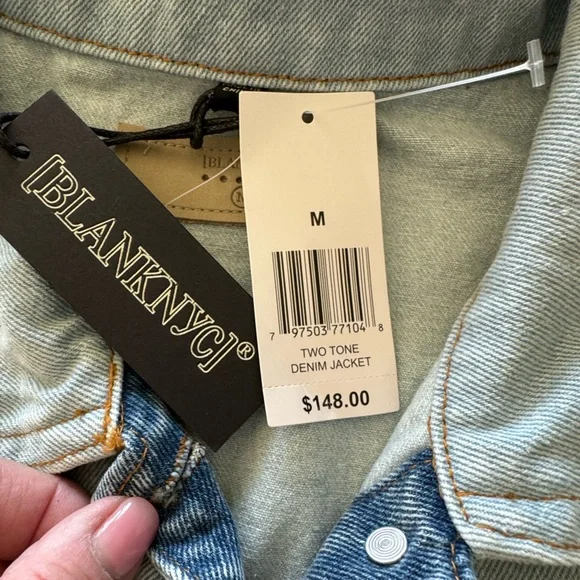 [BLANKNYC]®
M
7 97503 77104 8
TWO TONE
DENIM JACKET
$148.00